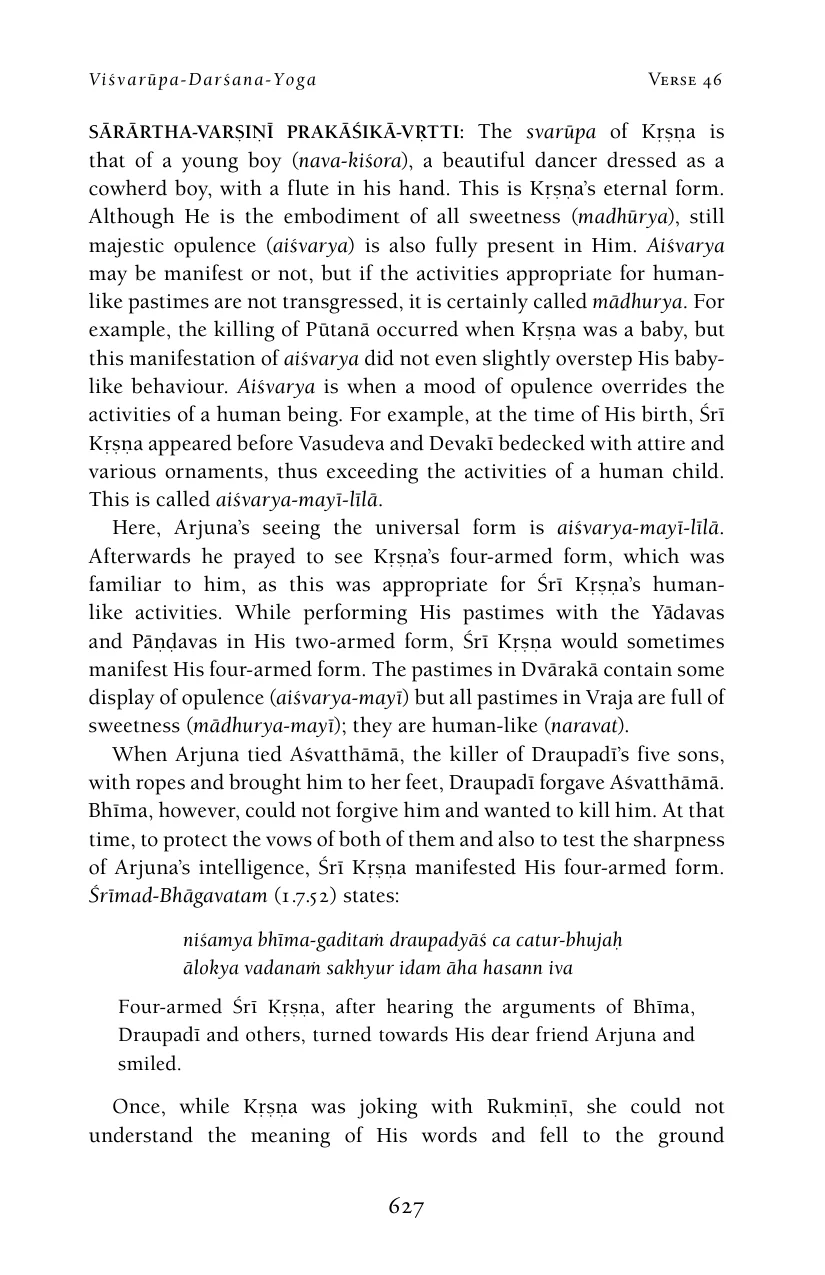 Viśvarūpa-Darśana-Yoga Verse 46
SĀRĀRTHA-VARṢIṆĪ PRAKĀŚIKĀ-VṚTTI: The svarūpa of Kṛṣṇa is
that of a young boy (nava-kiśora), a beautiful dancer dressed as a
cowherd boy, with a flute in his hand. This is Kṛṣṇa’s eternal form.
Although He is the embodiment of all sweetness (madhūrya), still
majestic opulence (aiśvarya) is also fully present in Him. Aiśvarya
may be manifest or not, but if the activities appropriate for human-
like pastimes are not transgressed, it is certainly called mādhurya. For
example, the killing of Pūtanā occurred when Kṛṣṇa was a baby, but
this manifestation of aiśvarya did not even slightly overstep His baby-
like behaviour. Aiśvarya is when a mood of opulence overrides the
activities of a human being. For example, at the time of His birth, Śrī
Kṛṣṇa appeared before Vasudeva and Devakī bedecked with attire and
various ornaments, thus exceeding the activities of a human child.
This is called aiśvarya-mayī-līlā.
Here, Arjuna’s seeing the universal form is aiśvarya-mayī-līlā.
Afterwards he prayed to see Kṛṣṇa’s four-armed form, which was
familiar to him, as this was appropriate for Śrī Kṛṣṇa’s human-
like activities. While performing His pastimes with the Yādavas
and Pāṇḍavas in His two-armed form, Śrī Kṛṣṇa would sometimes
manifest His four-armed form. The pastimes in Dvārakā contain some
display of opulence (aiśvarya-mayī) but all pastimes in Vraja are full of
sweetness (mādhurya-mayī); they are human-like (naravat).
When Arjuna tied Aśvatthāmā, the killer of Draupadī’s five sons,
with ropes and brought him to her feet, Draupadī forgave Aśvatthāmā.
Bhīma, however, could not forgive him and wanted to kill him. At that
time, to protect the vows of both of them and also to test the sharpness
of Arjuna’s intelligence, Śrī Kṛṣṇa manifested His four-armed form.
Śrīmad-Bhāgavatam (1.7.52) states:
niśamya bhīma-gaditaṁ draupadyāś ca catur-bhujaḥ
ālokya vadanaṁ sakhyur idam āha hasann iva
Four-armed Śrī Kṛṣṇa, after hearing the arguments of Bhīma,
Draupadī and others, turned towards His dear friend Arjuna and
smiled.
Once, while Kṛṣṇa was joking with Rukmiṇī, she could not
understand the meaning of His words and fell to the ground
627